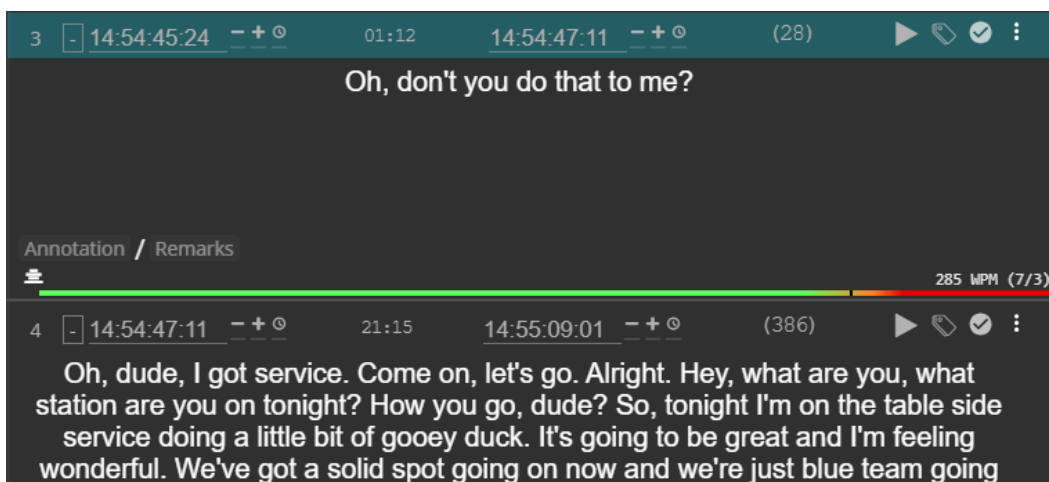 3 - 14:54:45:24 − + 01:12 14:54:47:11 − + (28)
Oh, don't you do that to me?
Annotation / Remarks
285 WPM (7/3)
4 - 14:54:47:11 − + 21:15 14:55:09:01 − + (386)
Oh, dude, I got service. Come on, let's go. Alright. Hey, what are you, what
station are you on tonight? How you go, dude? So, tonight I'm on the table side
service doing a little bit of gooey duck. It's going to be great and I'm feeling
wonderful. We've got a solid spot going on now and we're just blue team going